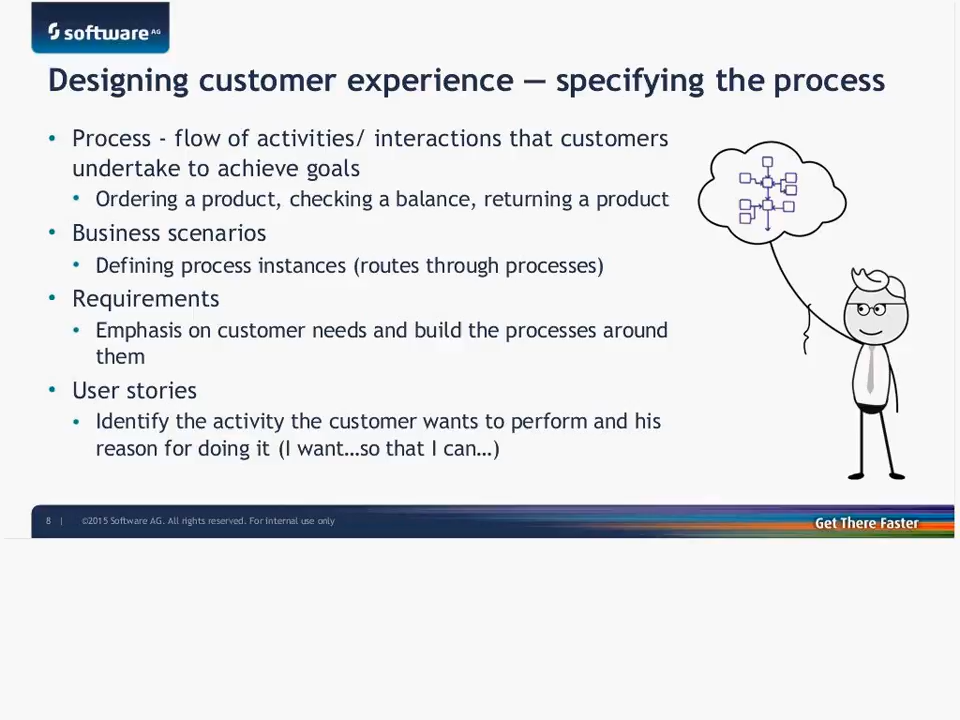 software AG
Designing customer experience — specifying the process
• Process - flow of activities/ interactions that customers
undertake to achieve goals
• Ordering a product, checking a balance, returning a product
• Business scenarios
• Defining process instances (routes through processes)
• Requirements
• Emphasis on customer needs and build the processes around
them
• User stories
• Identify the activity the customer wants to perform and his
reason for doing it (I want…so that I can…)
8 | ©2015 Software AG. All rights reserved. For internal use only
Get There Faster